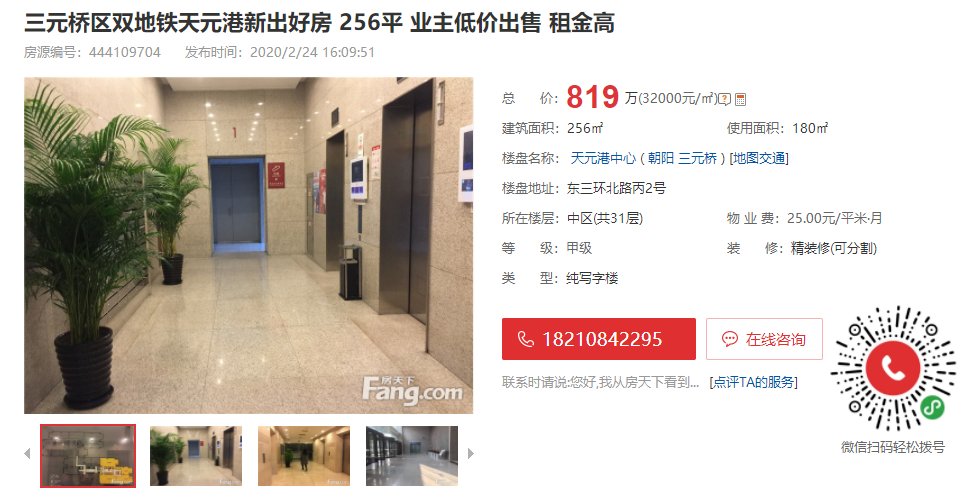 三元桥区双地铁天元港新出好房 256平 业主低价出售 租金高
房源编号：444109704 发布时间：2020/2/24 16:09:51
总 价： 819 万(32000元/㎡)
建筑面积：256㎡ 使用面积：180㎡
楼盘名称： 天元港中心 ( 朝阳 三元桥 ) [地图交通]
楼盘地址：东三环北路丙2号
所在楼层：中区(共31层) 物 业 费：25.00元/平米·月
等 级：甲级 装 修：精装修(可分割)
类 型：纯写字楼
18210842295 在线咨询
联系时请说:您好,我从房天下看到... [点评TA的服务]
微信扫码轻松拨号
1
房天下
Fang.com